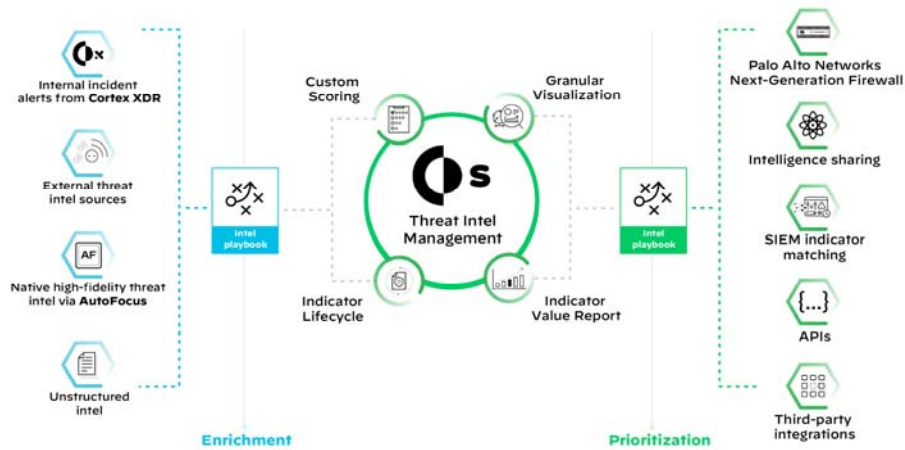 Internal incident
alerts from Cortex XDR
External threat
intel sources
AF
Native high-fidelity threat
intel via AutoFocus
Unstructured
intel
Intel
playbook
Enrichment
Custom
Scoring
Granular
Visualization
S
Threat Intel
Management
Indicator
Lifecycle
Indicator
Value Report
Intel
playbook
Prioritization
Palo Alto Networks
Next-Generation Firewall
Intelligence sharing
SIEM indicator
matching
{...}
APIs
Third-party
integrations